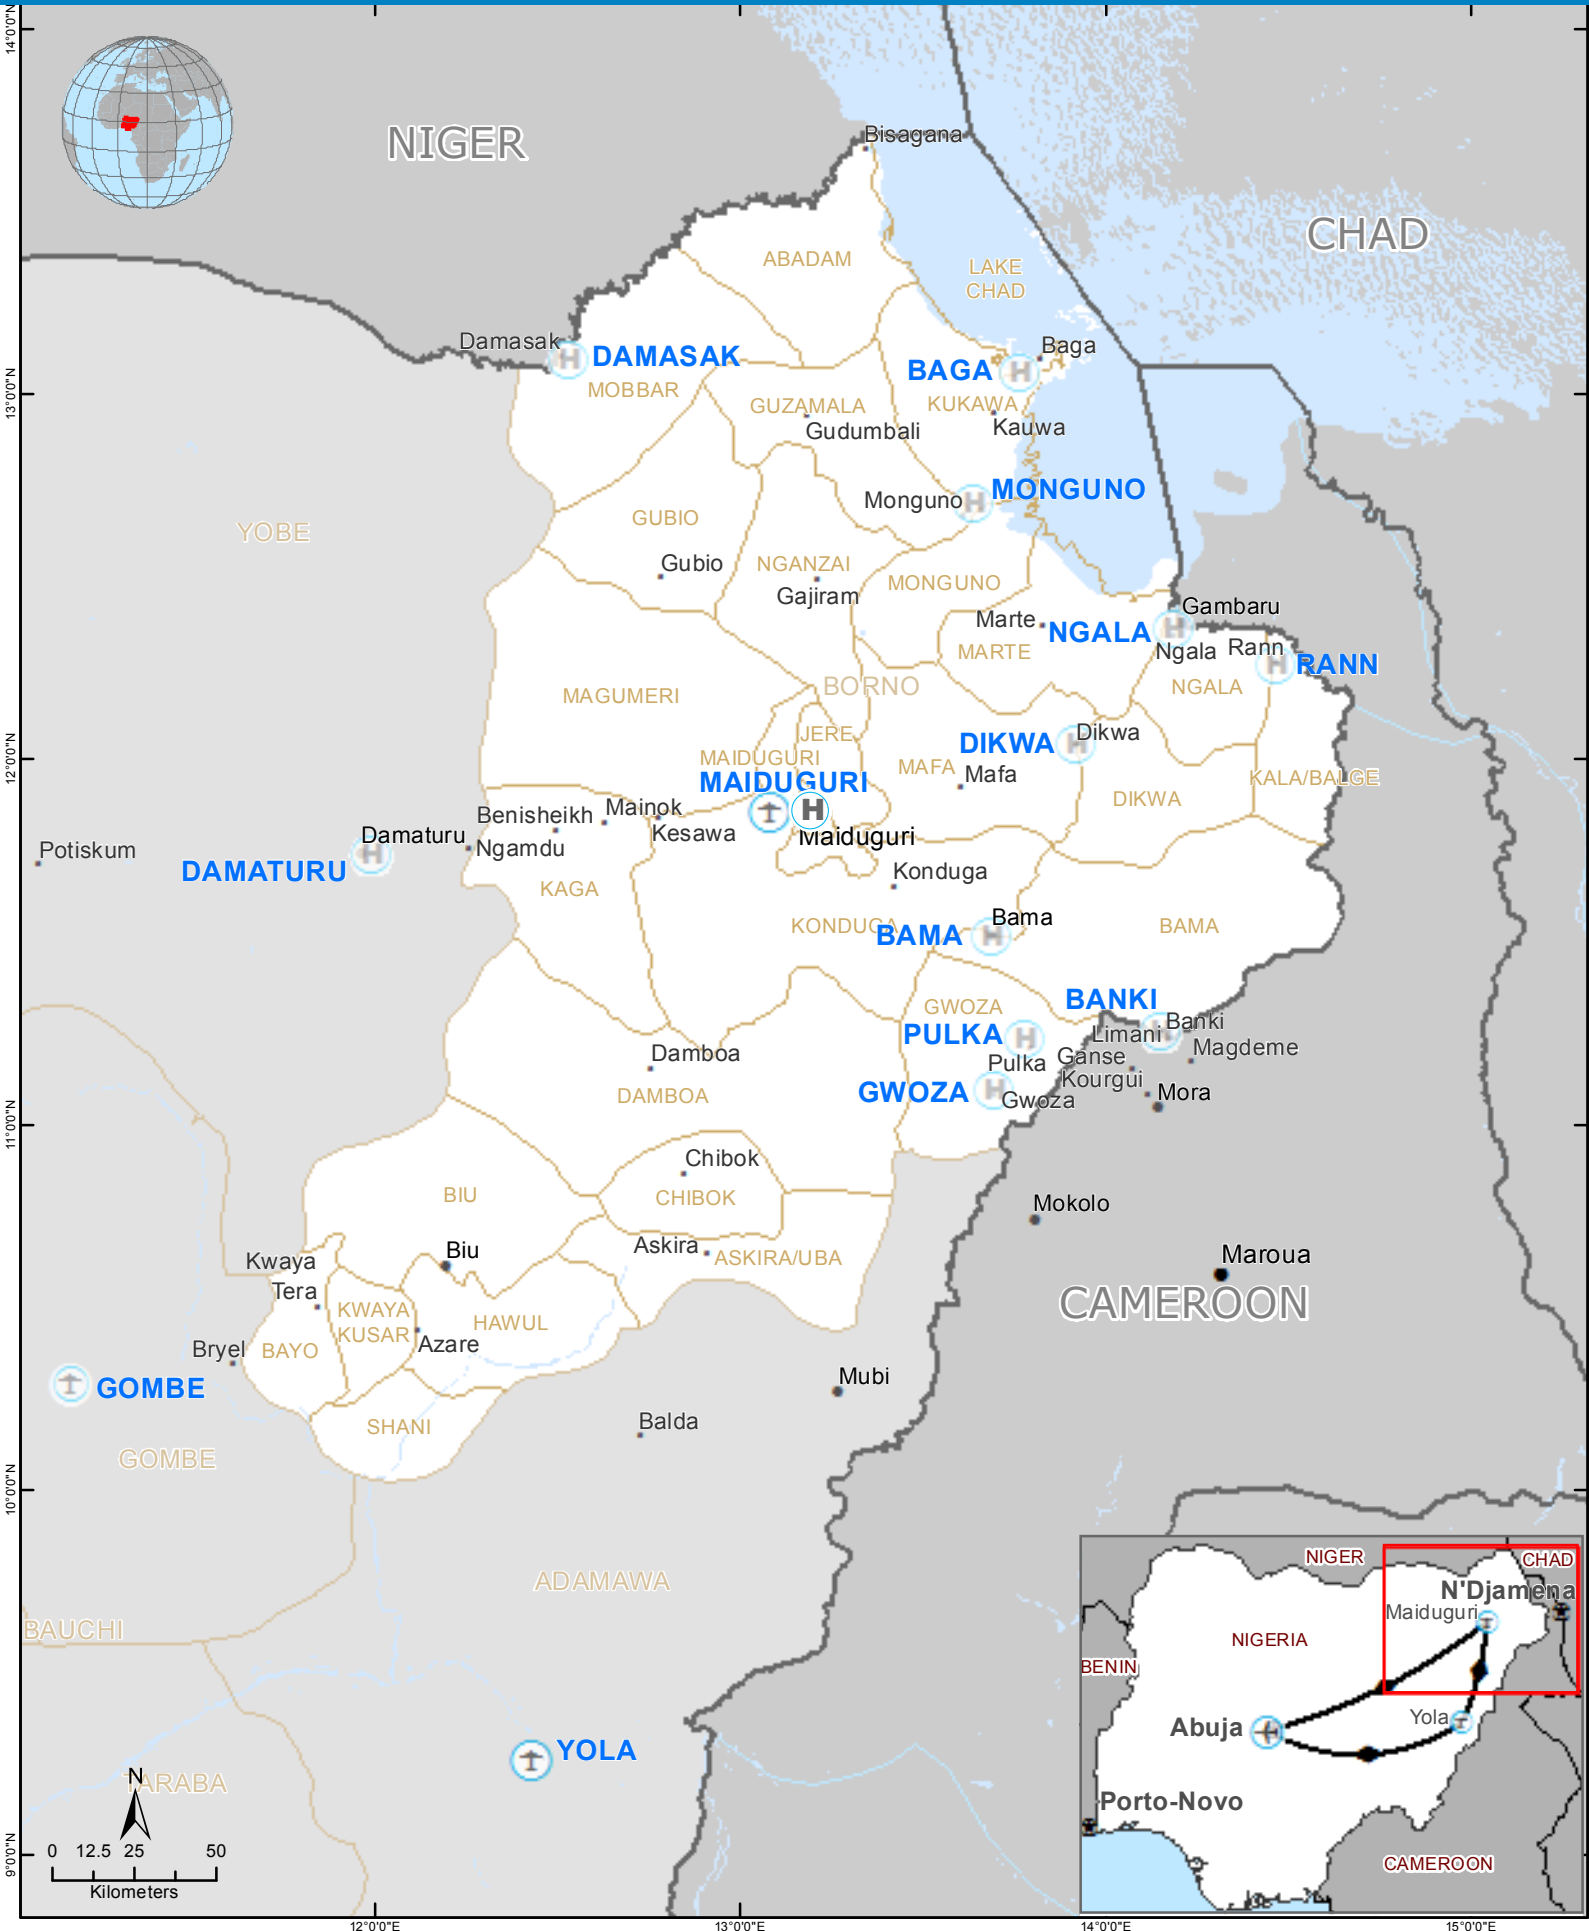 14°0'0"N
NIGER
Bisagana
CHAD
ABADAM
LAKE
CHAD
Damasak
DAMASAK
Baga
BAGA
13°0'0"N
MOBBAR
GUZAMALA
KUKAWA
Gudumbali
Kauwa
Monguno
MONGUNO
GUBIO
YOBE
Gubio
NGANZAI
MONGUNO
Gajiram
Gambaru
Marte
NGALA
MARTE
Ngala
Rann
RANN
MAGUMERI
BORNO
NGALA
JERE
Dikwa
DIKWA
12°0'0"N
MAIDUGURI
MAFA
Mafa
KALA/BALGE
MAIDUGURI
DIKWA
Benisheikh
Mainok
Kesawa
Maiduguri
Damaturu
Ngamdu
Potiskum
DAMATURU
KAGA
Konduga
KONDUGA
BAMA
Bama
BAMA
BANKI
GWOZA
PULKA
Banki
Limani
Magdeme
Ganse
Pulka
Kourgui
Damboa
DAMBOA
GWOZA
Gwoza
Mora
11°0'0"N
Chibok
CHIBOK
BIU
Mokolo
Kwaya
Tera
Biu
Askira
ASKIRA/UBA
Maroua
CAMEROON
KWAYA
KUSAR
HAWUL
Bryel
BAYO
Azare
GOMBE
Mubi
SHANI
Balda
GOMBE
10°0'0"N
ADAMAWA
BAUCHI
YOLA
TARABA
N
0 12.5 25 50
Kilometers
9°0'0"N
12°0'0"E
13°0'0"E
14°0'0"E
15°0'0"E
NIGER
CHAD
N'Djamena
Maiduguri
NIGERIA
BENIN
Abuja
Yola
Porto-Novo
CAMEROON
H
H
H
H
H
H
H
H
H
H
H
H